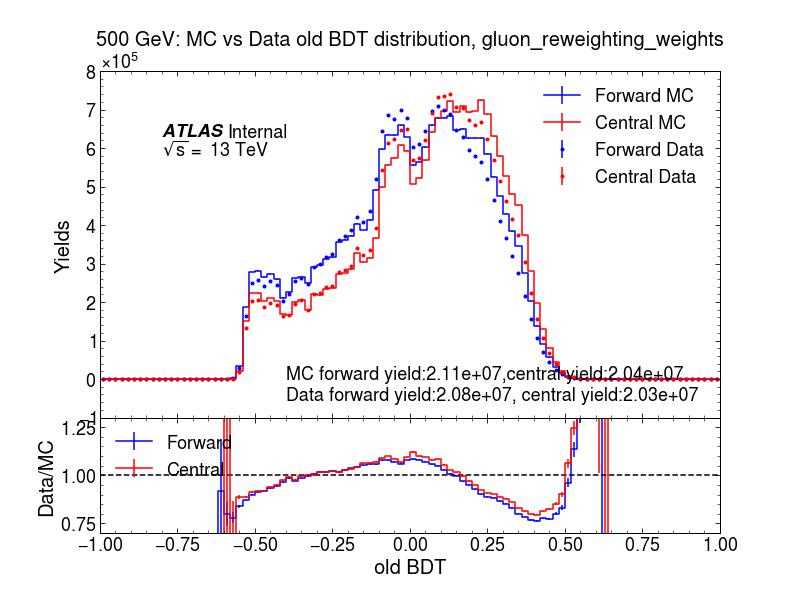 500 GeV: MC vs Data old BDT distribution, gluon_reweighting_weights
×10⁵
8
7
6
5
4
3
2
1
0
−1
Yields
ATLAS Internal
√s = 13 TeV
Forward MC
Central MC
Forward Data
Central Data
MC forward yield:2.11e+07,central yield:2.04e+07
Data forward yield:2.08e+07, central yield:2.03e+07
1.25
1.00
0.75
Data/MC
Forward
Central
−1.00 −0.75 −0.50 −0.25 0.00 0.25 0.50 0.75 1.00
old BDT